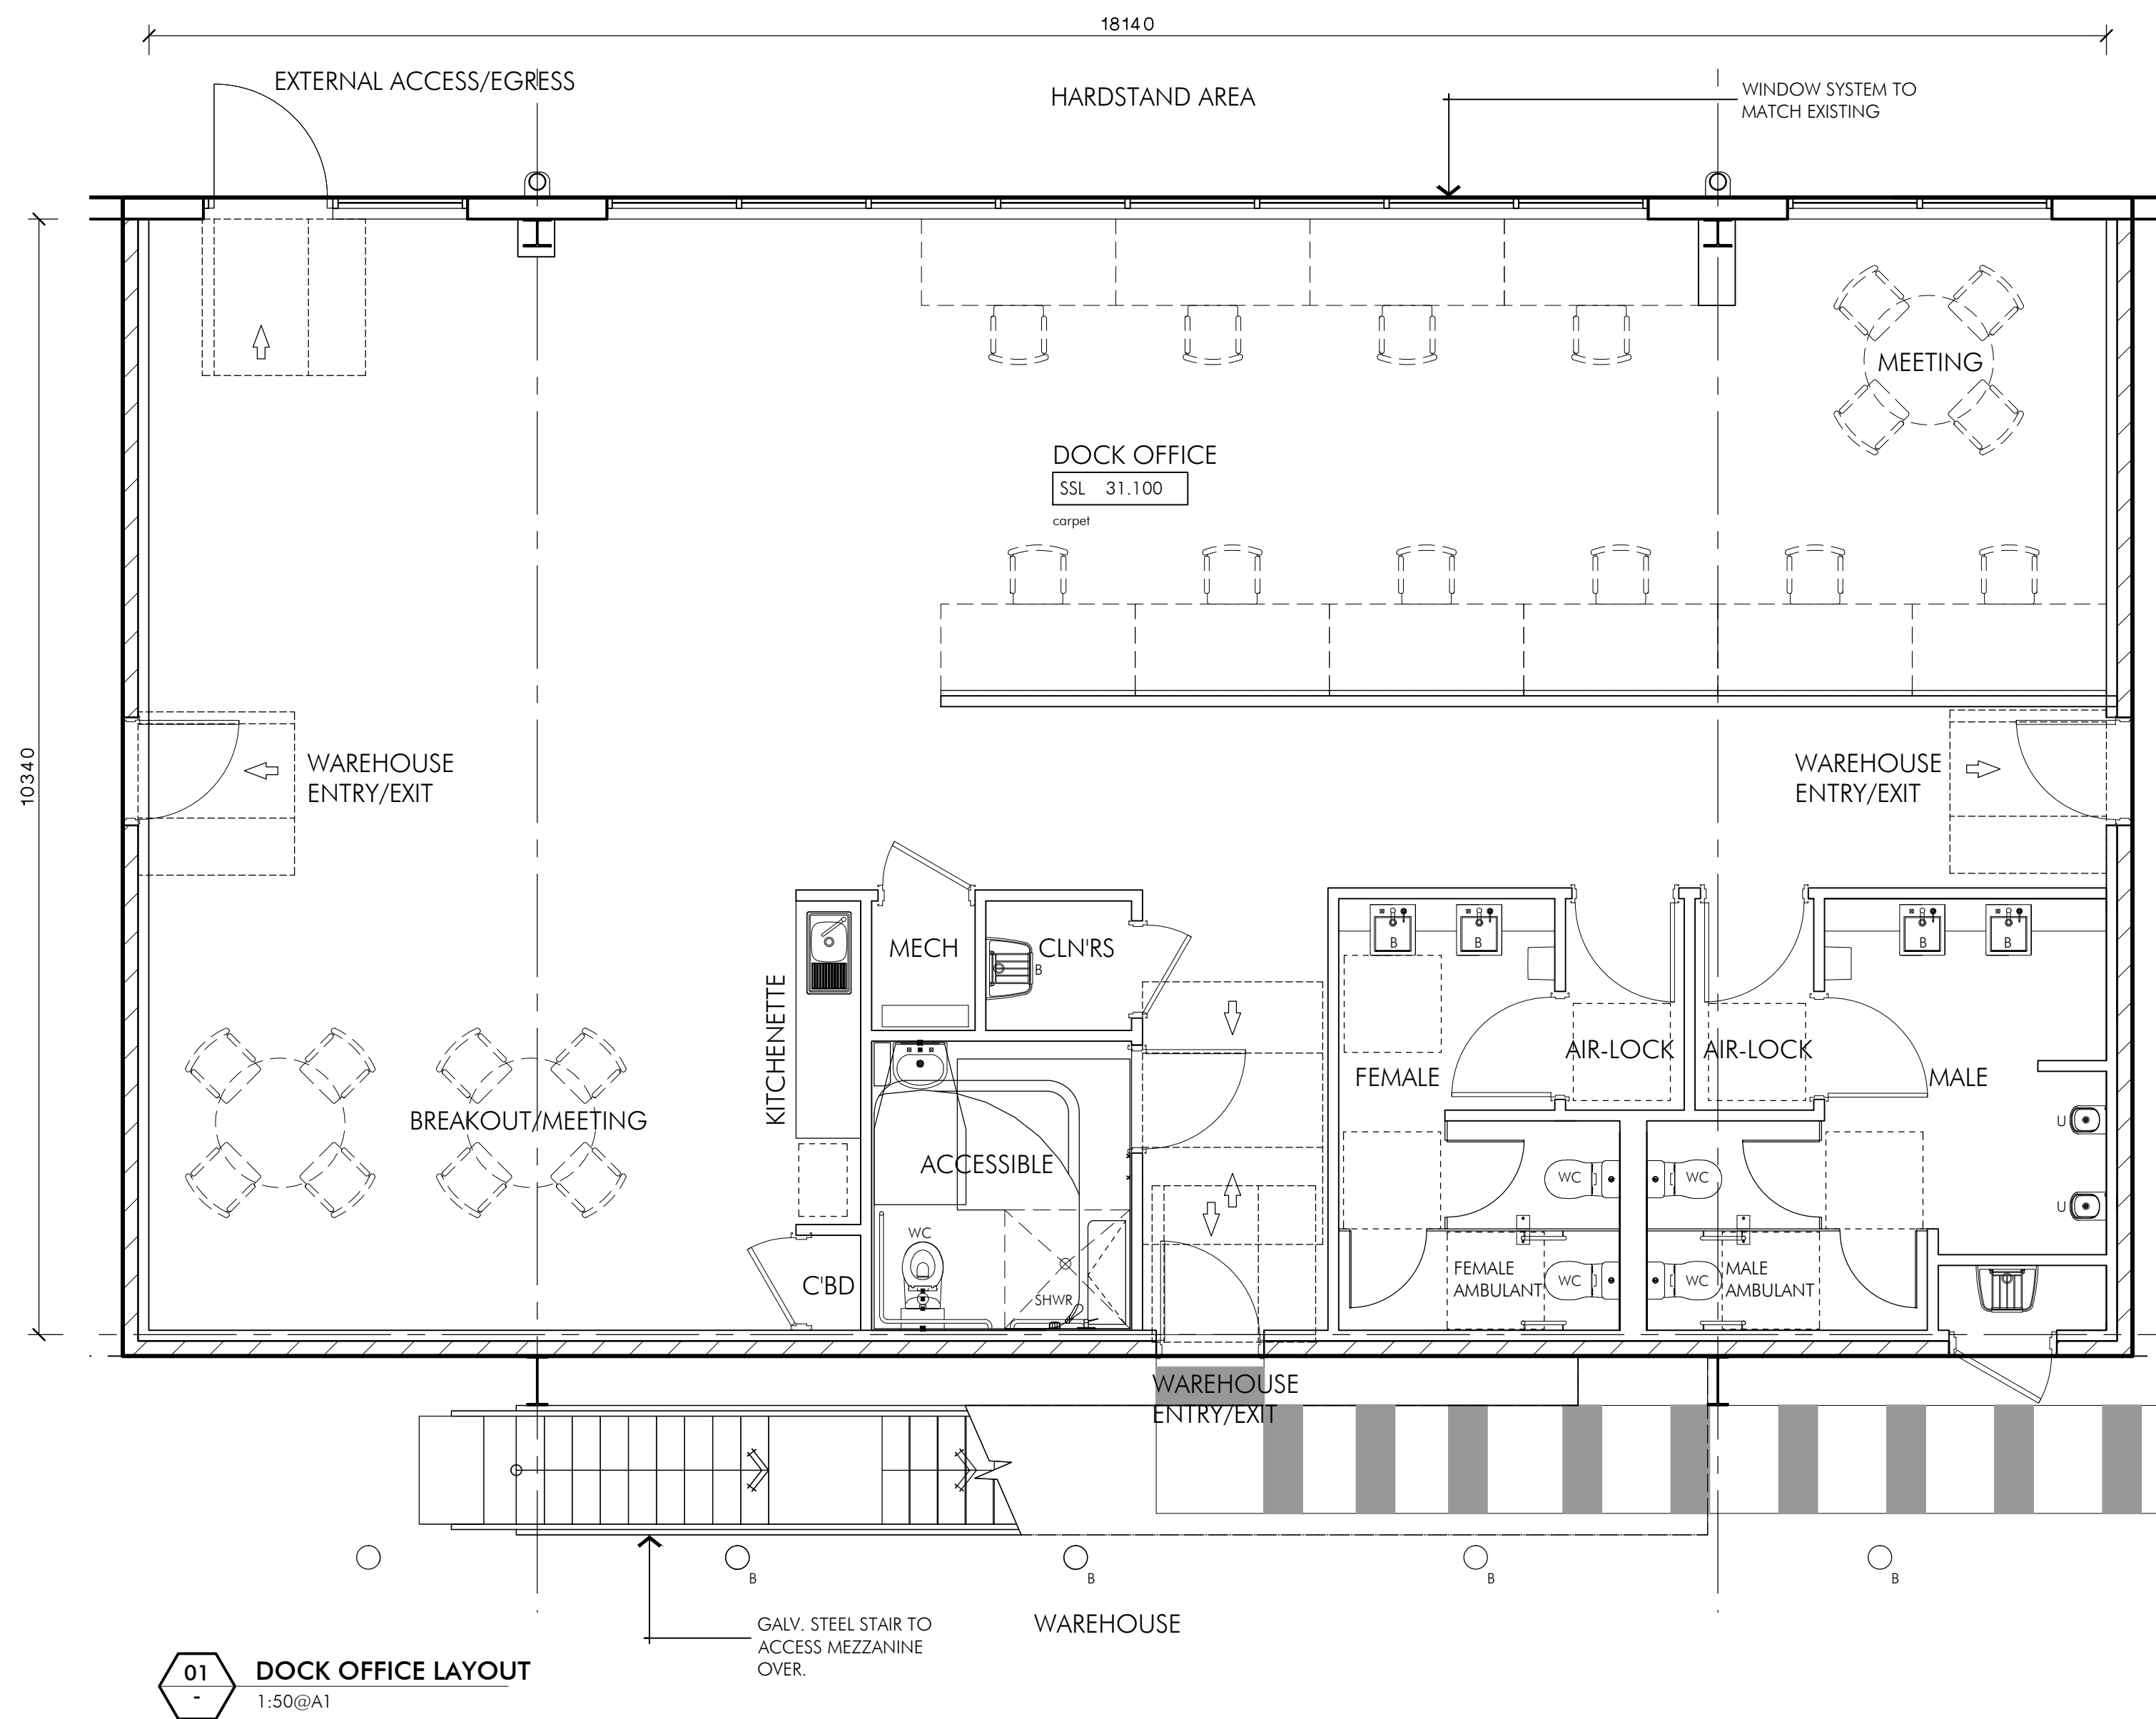 18140
EXTERNAL ACCESS/EGRESS
HARDSTAND AREA
WINDOW SYSTEM TO
MATCH EXISTING
MEETING
DOCK OFFICE
SSL 31.100
carpet
10340
WAREHOUSE
ENTRY/EXIT
WAREHOUSE
ENTRY/EXIT
MECH
CLN'RS
B
B
B
B
B
KITCHENETTE
AIR-LOCK
AIR-LOCK
FEMALE
MALE
BREAKOUT/MEETING
ACCESSIBLE
U
WC
WC
U
WC
C'BD
SHWR
FEMALE
AMBULANT
WC
WC
MALE
AMBULANT
WAREHOUSE
ENTRY/EXIT
B
B
B
B
GALV. STEEL STAIR TO
ACCESS MEZZANINE
OVER.
WAREHOUSE
01
-
DOCK OFFICE LAYOUT
1:50@A1